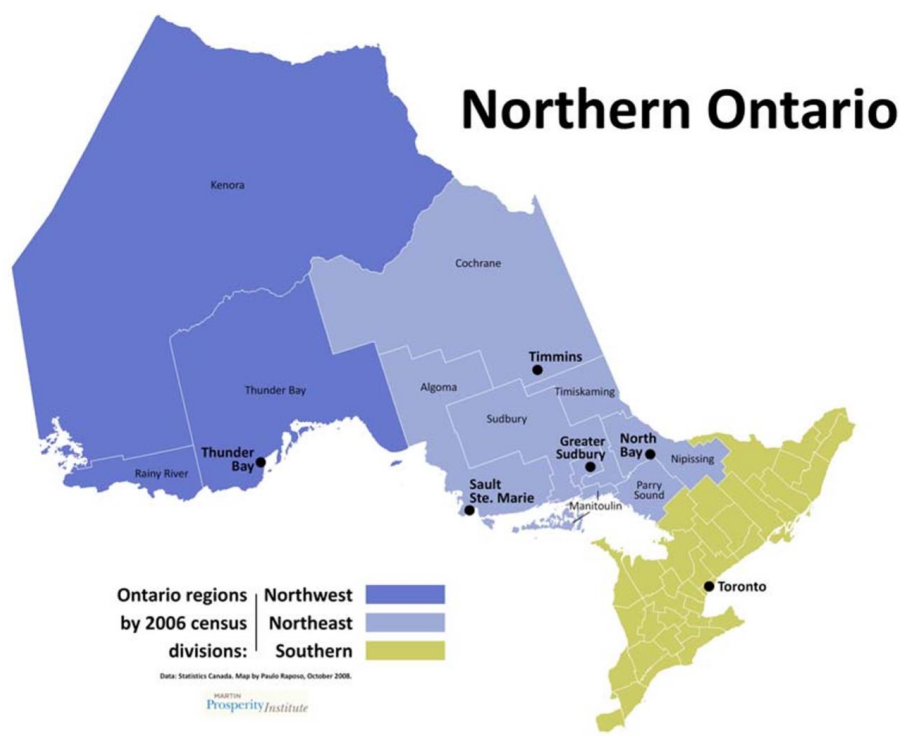 Northern Ontario
Kenora
Cochrane
Timmins
Thunder Bay
Algoma
Timiskaming
Sudbury
Thunder
Bay
Rainy River
Greater
Sudbury
North
Bay
Nipissing
Sault
Ste. Marie
Parry
Sound
Manitoulin
Toronto
Ontario regions
by 2006 census
divisions:
Northwest
Northeast
Southern
Data: Statistics Canada. Map by Paulo Raposo, October 2008.
MARTIN
Prosperity Institute